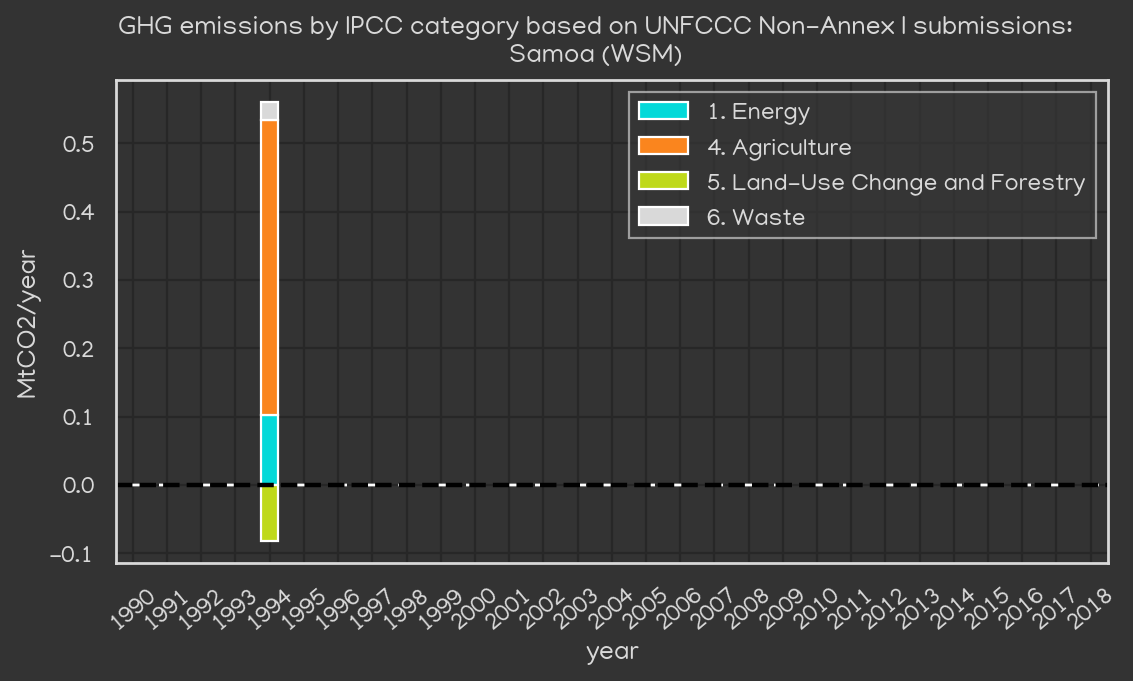 GHG emissions by IPCC category based on UNFCCC Non-Annex I submissions:
Samoa (WSM)
1. Energy
4. Agriculture
5. Land-Use Change and Forestry
6. Waste
MtCO2/year
0.5
0.4
0.3
0.2
0.1
0.0
-0.1
1990 1991 1992 1993 1994 1995 1996 1997 1998 1999 2000 2001 2002 2003 2004 2005 2006 2007 2008 2009 2010 2011 2012 2013 2014 2015 2016 2017 2018
year